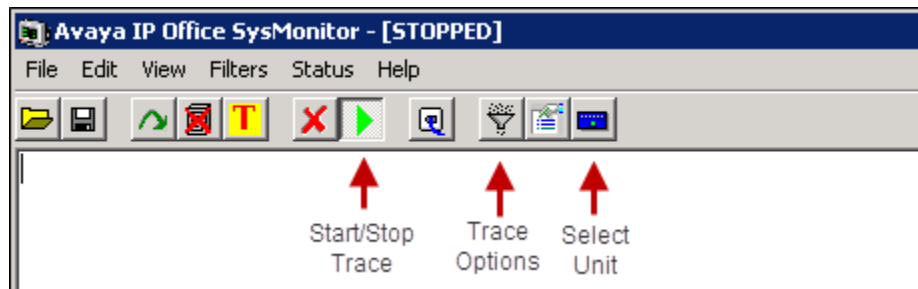 Avaya IP Office SysMonitor - [STOPPED]
File Edit View Filters Status Help
T
Start/Stop
Trace
Trace
Options
Select
Unit